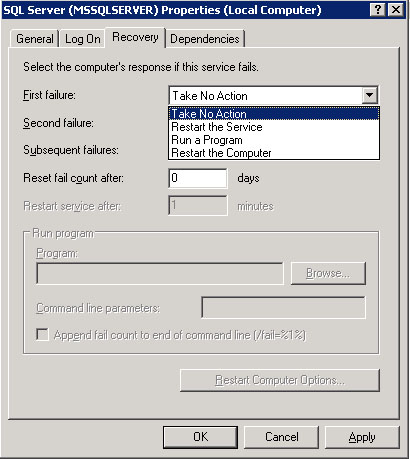 SQL Server (MSSQLSERVER) Properties (Local Computer)
General Log On Recovery Dependencies
Select the computer's response if this service fails.
First failure: Take No Action
Take No Action
Second failure: Restart the Service
Run a Program
Subsequent failures: Restart the Computer
Reset fail count after: 0 days
Restart service after: 1 minutes
Run program
Program:
Browse...
Command line parameters:
Append fail count to end of command line (/fail=%1%)
Restart Computer Options...
OK Cancel Apply